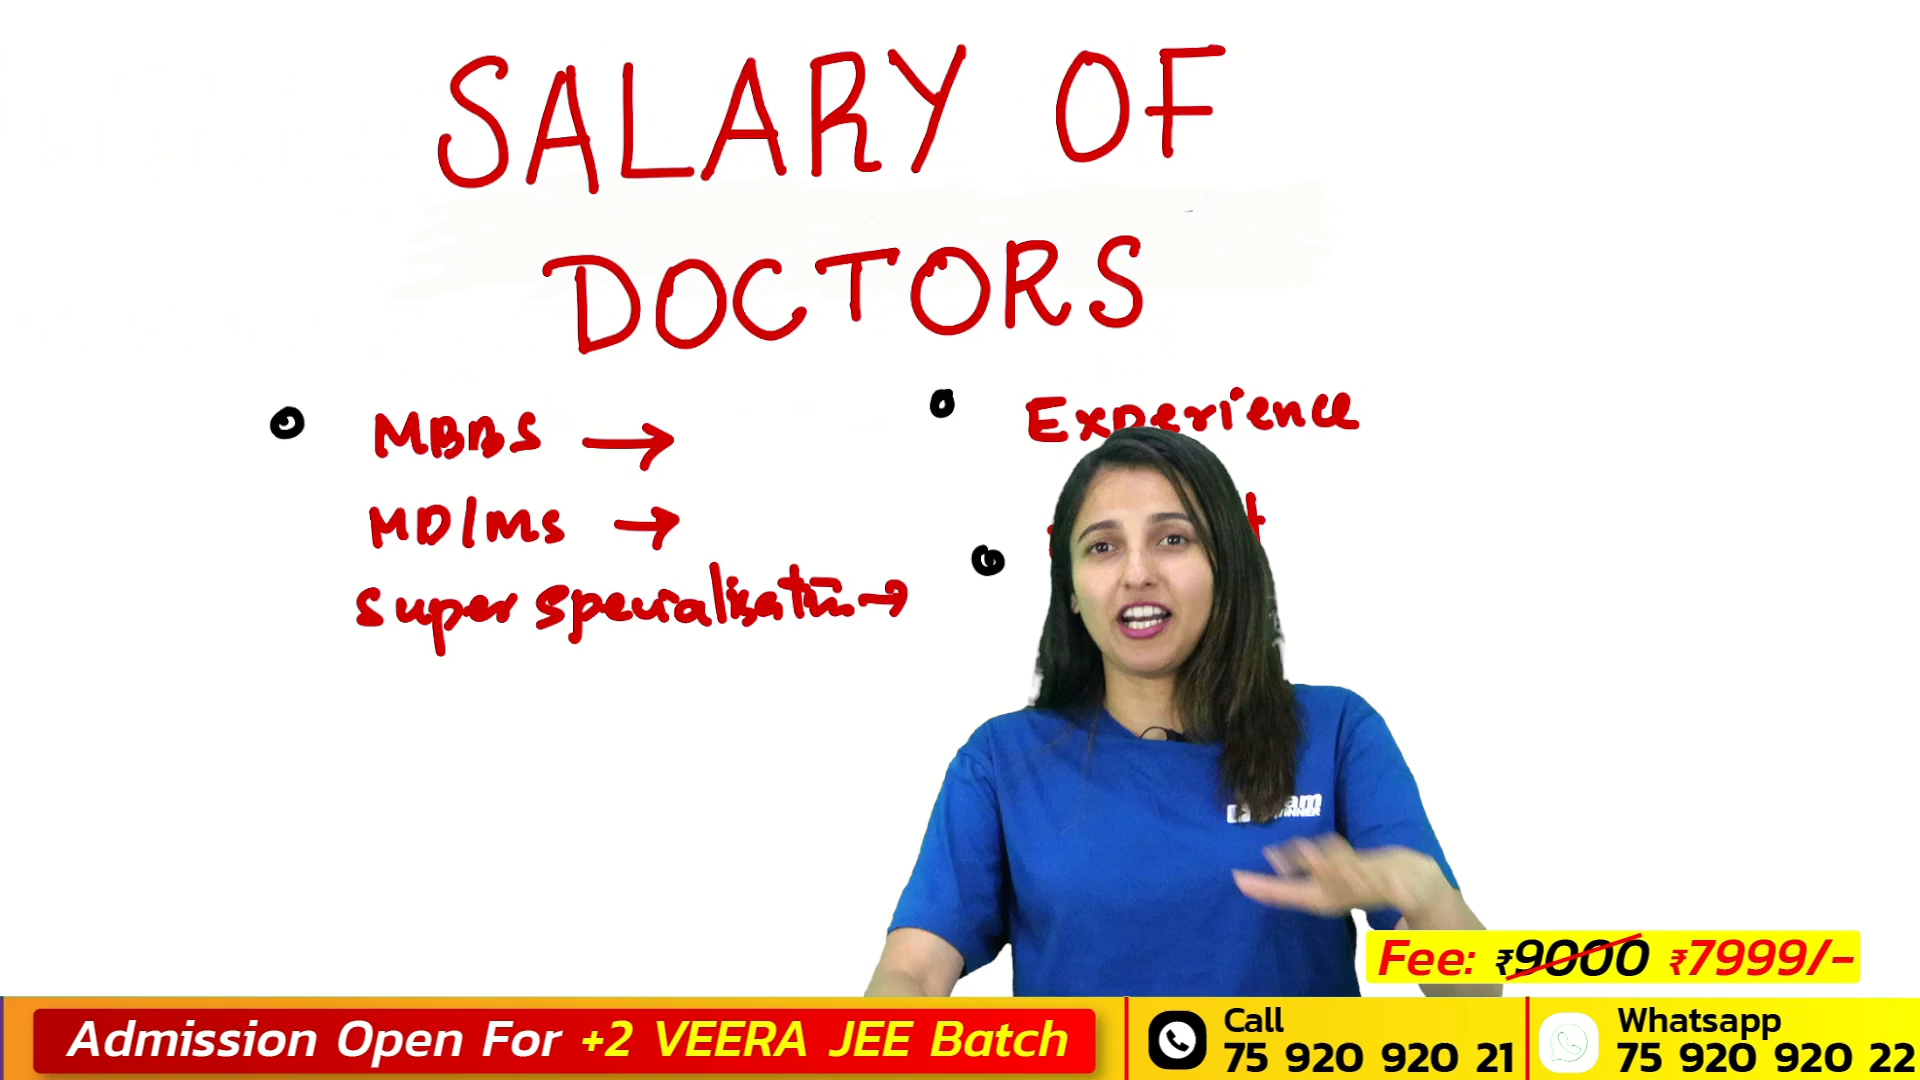 SALARY OF
DOCTORS
MBBS →
MD/MS →
Super specialisation →
Experience
Fee: ₹9000 ₹7999/-
Admission Open For +2 VEERA JEE Batch
Call
75 920 920 21
Whatsapp
75 920 920 22